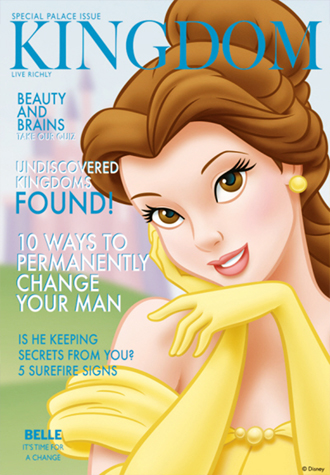 SPECIAL PALACE ISSUE
KINGDOM
LIVE RICHLY
BEAUTY
AND
BRAINS
TAKE OUR QUIZ
UNDISCOVERED
KINGDOMS
FOUND!
10 WAYS TO
PERMANENTLY
CHANGE
YOUR MAN
IS HE KEEPING
SECRETS FROM YOU?
5 SUREFIRE SIGNS
BELLE
IT'S TIME FOR
A CHANGE
© Disney